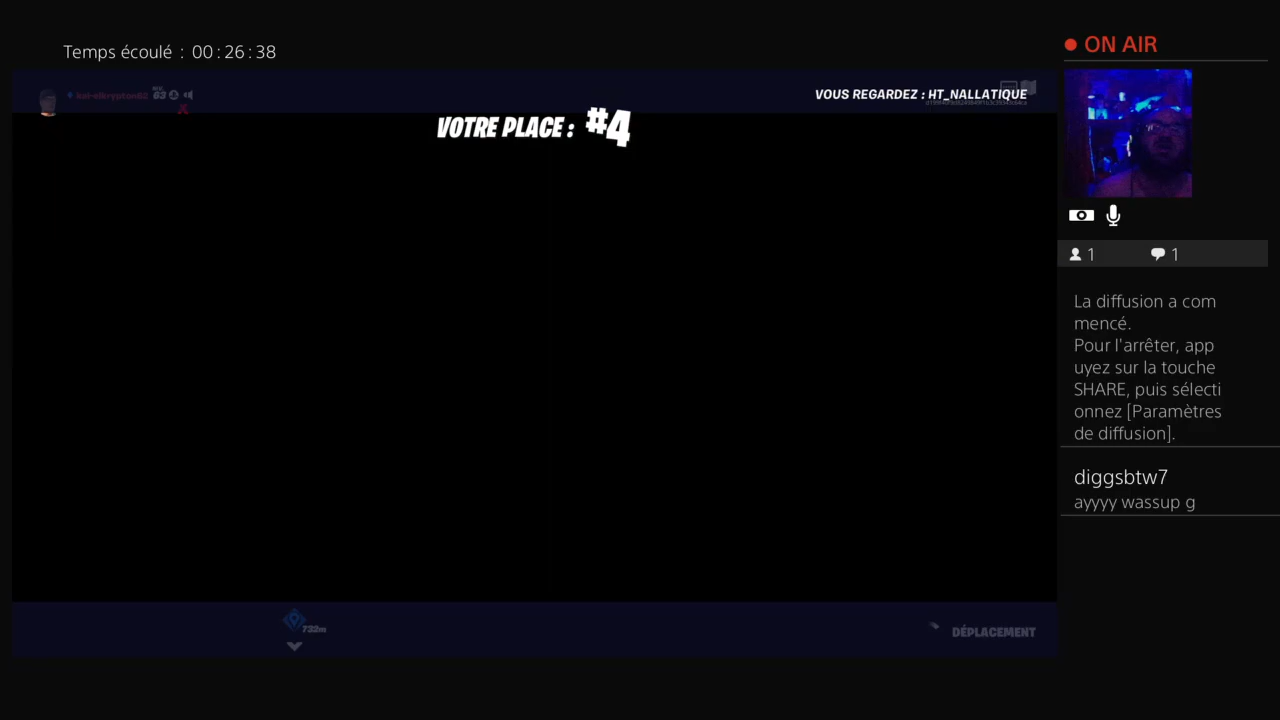 Temps écoulé : 00:26:38
ON AIR
VOUS REGARDEZ : HT_NALLATIQUE
VOTRE PLACE : #4
1 1
La diffusion a com
mencé.
Pour l'arrêter, app
uyez sur la touche
SHARE, puis sélecti
onnez [Paramètres
de diffusion].
diggsbtw7
ayyyy wassup g
732m
DÉPLACEMENT